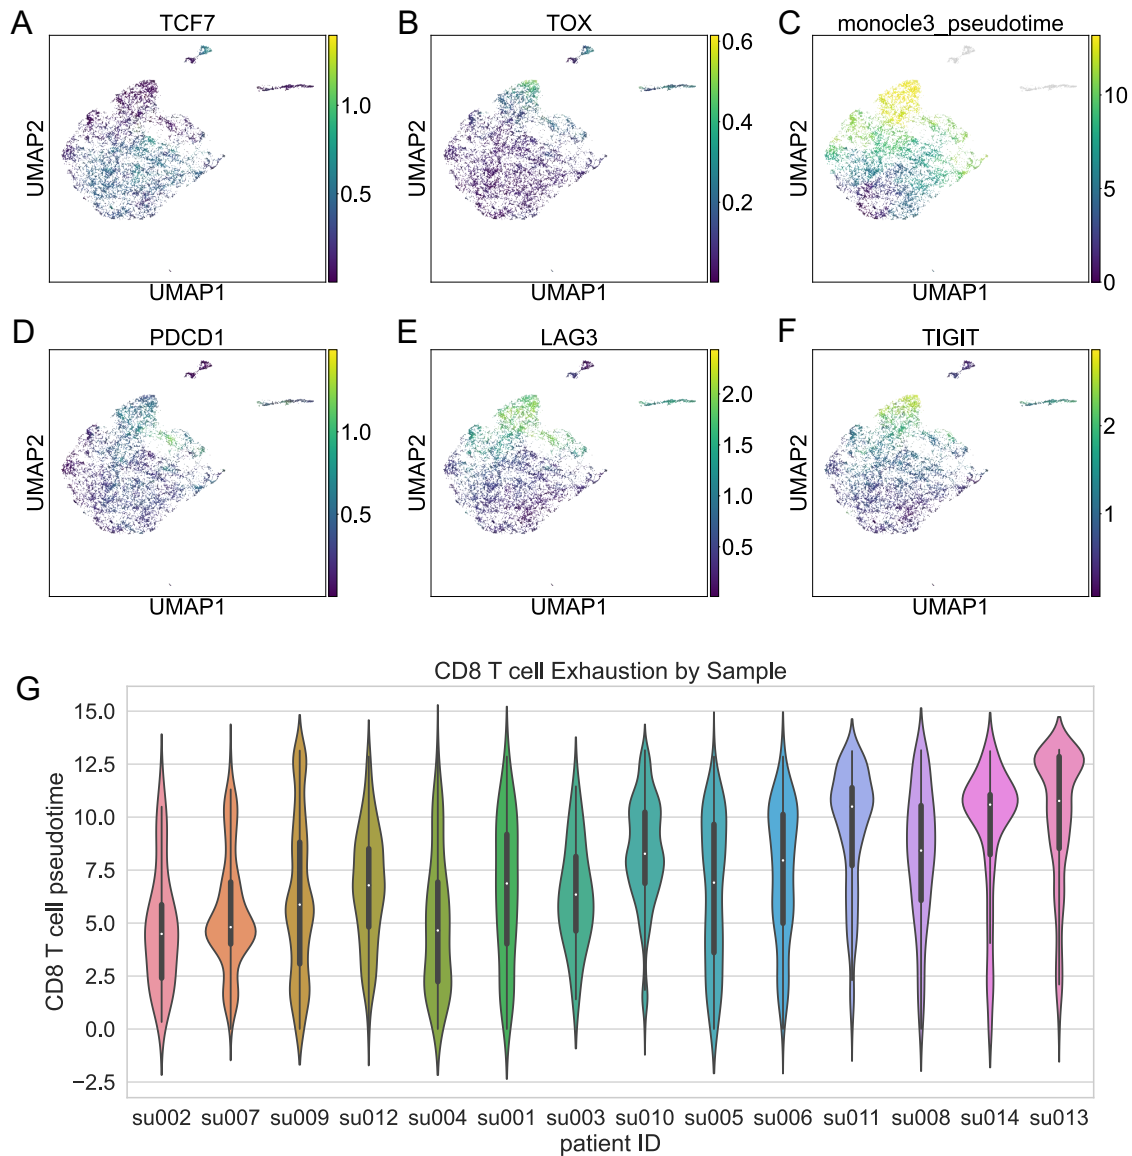 A
TCF7
UMAP2
UMAP1
1.0
0.5
B
TOX
UMAP2
UMAP1
0.6
0.4
0.2
C
monocle3_pseudotime
UMAP2
UMAP1
10
5
0
D
PDCD1
UMAP2
UMAP1
1.0
0.5
E
LAG3
UMAP2
UMAP1
2.0
1.5
1.0
0.5
F
TIGIT
UMAP2
UMAP1
2
1
G
CD8 T cell Exhaustion by Sample
CD8 T cell pseudotime
15.0
12.5
10.0
7.5
5.0
2.5
0.0
−2.5
su002 su007 su009 su012 su004 su001 su003 su010 su005 su006 su011 su008 su014 su013
patient ID